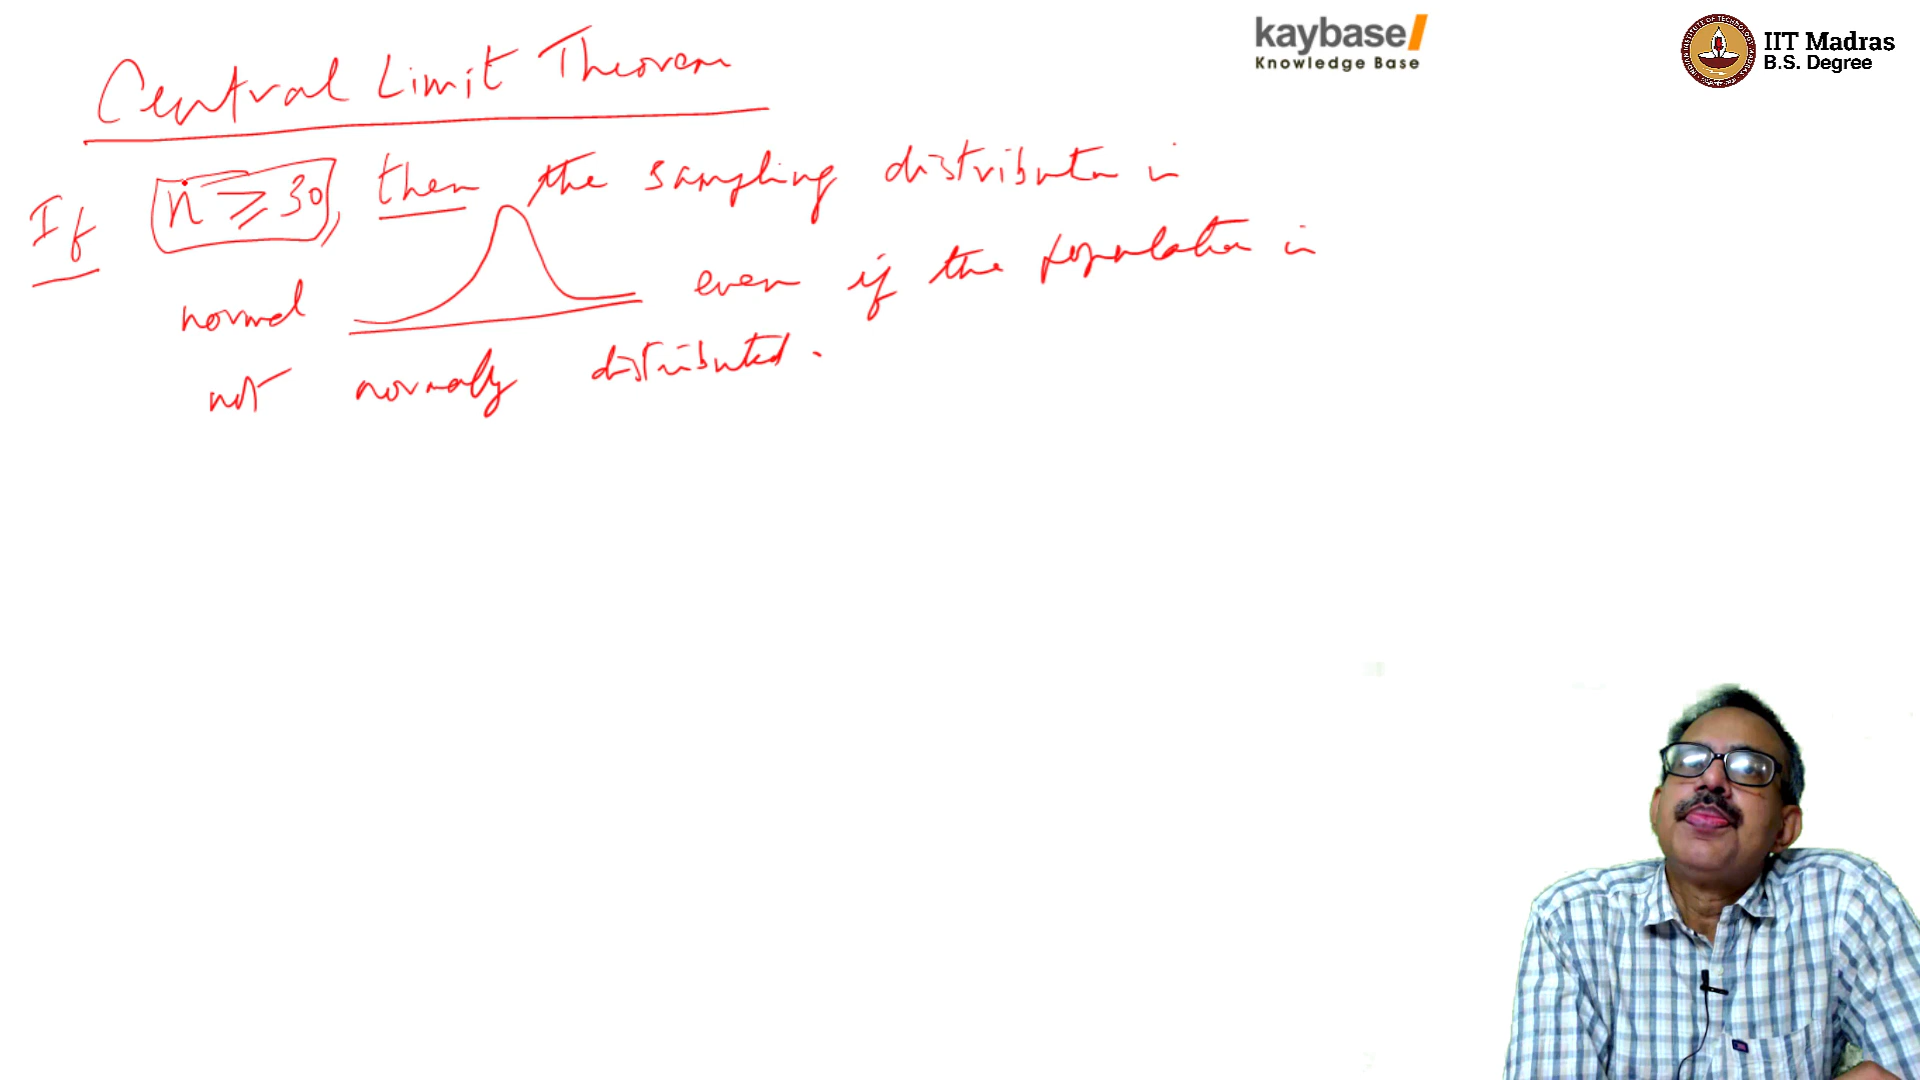 Central Limit Theorem
If n ≥ 30, then the sampling distribution is
normal even if the population is
not normally distributed.
kaybase
Knowledge Base
IIT Madras
B.S. Degree